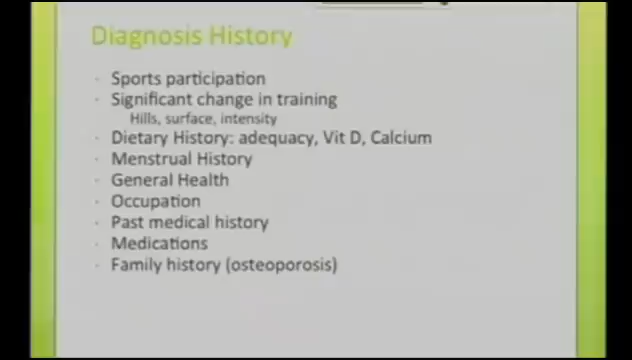 Diagnosis History
· Sports participation
· Significant change in training
Hills, surface, intensity
· Dietary History: adequacy, Vit D, Calcium
· Menstrual History
· General Health
· Occupation
· Past medical history
· Medications
· Family history (osteoporosis)